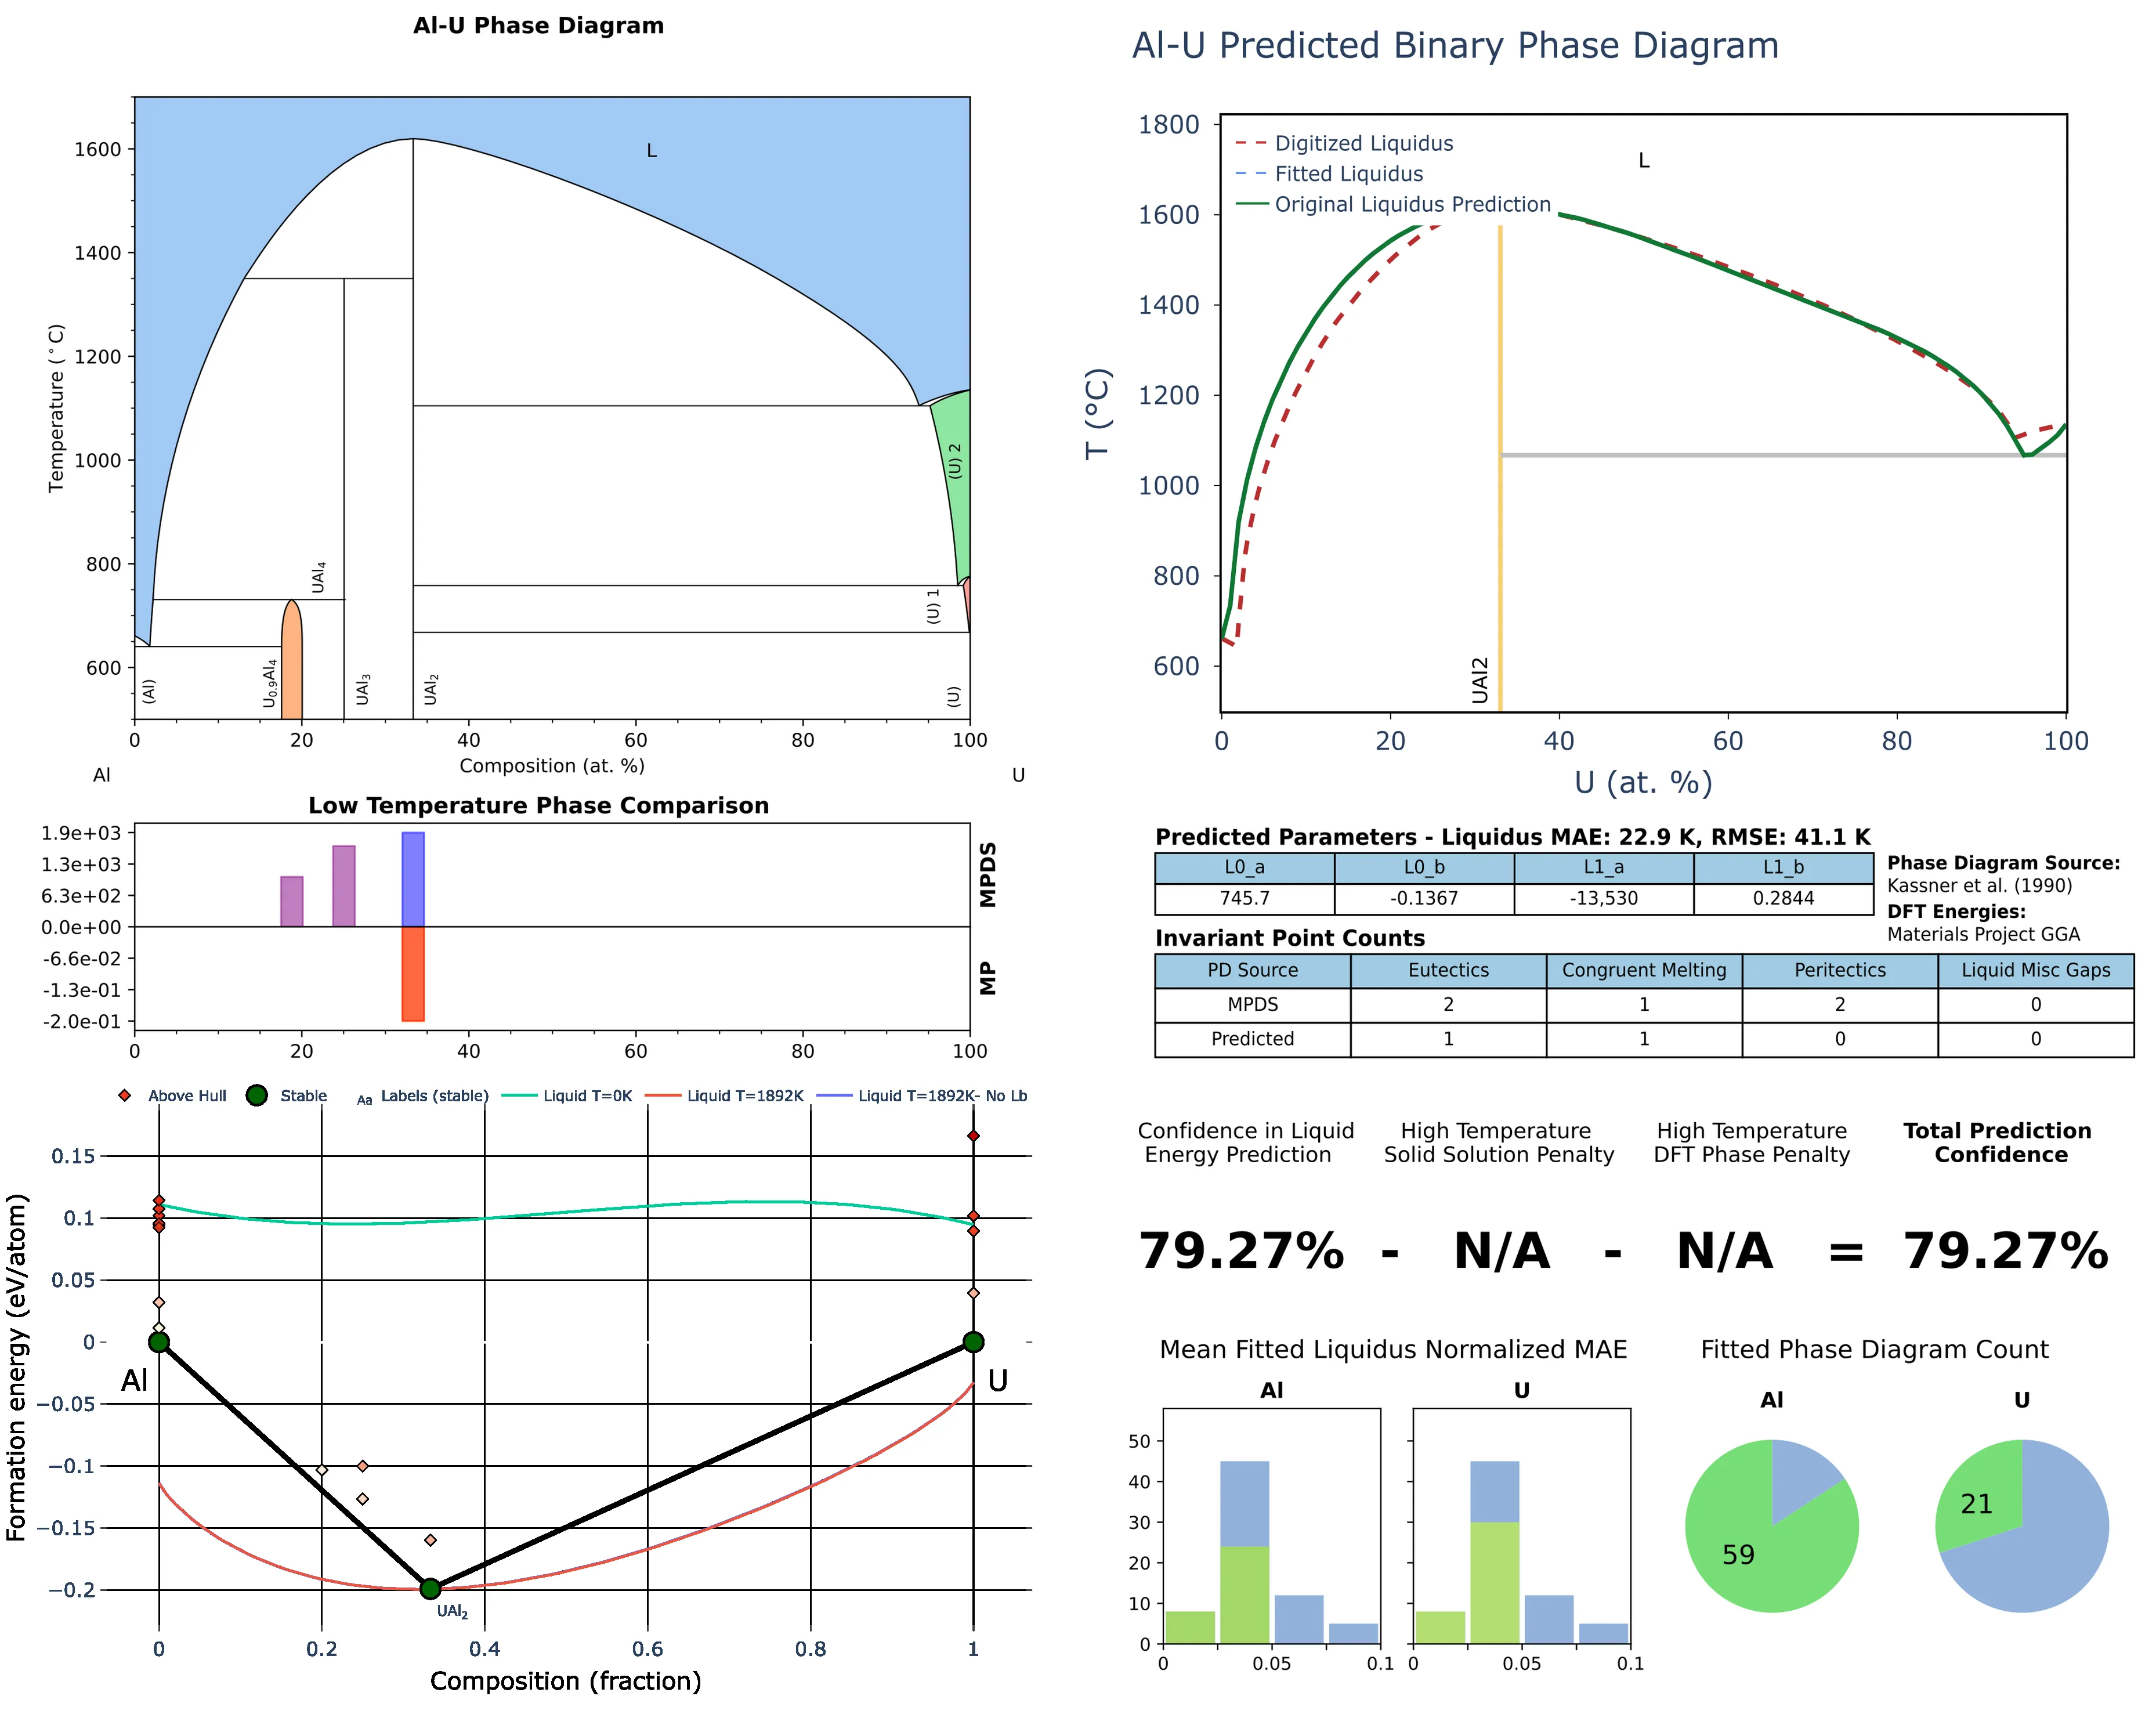 Al-U Phase Diagram
1600
1400
1200
1000
800
600
Temperature (°C)
L
(U) 2
(U) 1
UAl4
(Al)
U0.9Al4
UAl3
UAl2
(U)
0 20 40 60 80 100
Composition (at. %)
Al U
Low Temperature Phase Comparison
1.9e+03
1.3e+03
6.3e+02
0.0e+00
-6.6e-02
-1.3e-01
-2.0e-01
MPDS
MP
0 20 40 60 80 100
Above Hull Stable Aa Labels (stable) Liquid T=0K Liquid T=1892K Liquid T=1892K- No Lb
0.15
0.1
0.05
0
−0.05
−0.1
−0.15
−0.2
Formation energy (eV/atom)
Al
U
UAl2
0 0.2 0.4 0.6 0.8 1
Composition (fraction)
Al-U Predicted Binary Phase Diagram
1800
1600
1400
1200
1000
800
600
T (°C)
Digitized Liquidus
Fitted Liquidus
Original Liquidus Prediction
L
UAl2
0 20 40 60 80 100
U (at. %)
Predicted Parameters - Liquidus MAE: 22.9 K, RMSE: 41.1 K
L0_a L0_b L1_a L1_b
745.7 -0.1367 -13,530 0.2844
Phase Diagram Source:
Kassner et al. (1990)
DFT Energies:
Materials Project GGA
Invariant Point Counts
PD Source Eutectics Congruent Melting Peritectics Liquid Misc Gaps
MPDS 2 1 2 0
Predicted 1 1 0 0
Confidence in Liquid
Energy Prediction
High Temperature
Solid Solution Penalty
High Temperature
DFT Phase Penalty
Total Prediction
Confidence
79.27% - N/A - N/A = 79.27%
Mean Fitted Liquidus Normalized MAE
Al U
50
40
30
20
10
0
0 0.05 0.1
0 0.05 0.1
Fitted Phase Diagram Count
Al U
59
21